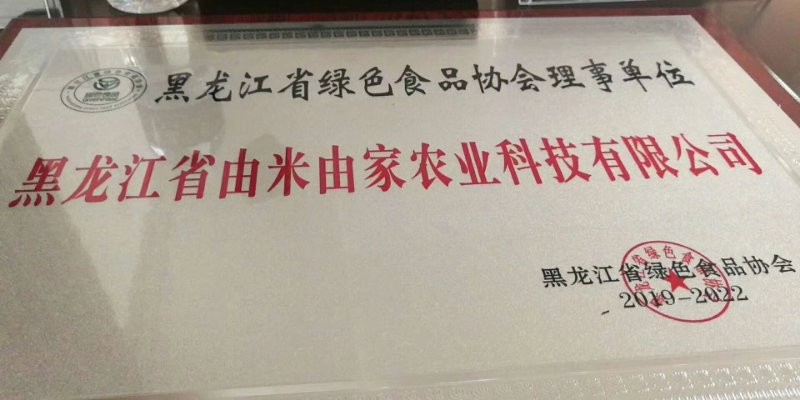 黑龙江省绿色食品协会理事单位
黑龙江省由米由家农业科技有限公司
黑龙江省绿色食品协会
2019-2022